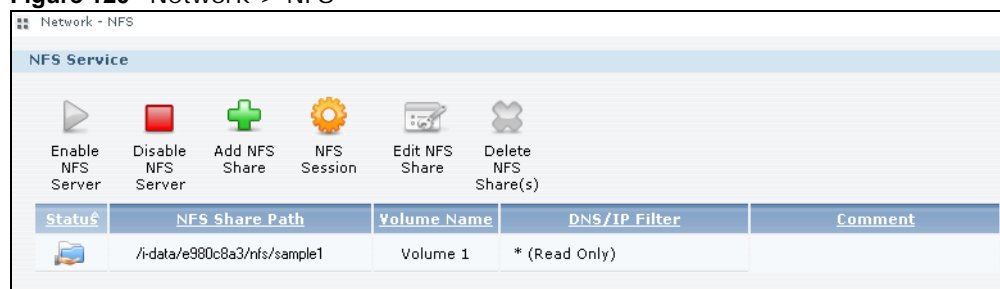 Network - NFS
NFS Service
Enable NFS Server
Disable NFS Server
Add NFS Share
NFS Session
Edit NFS Share
Delete NFS Share(s)
Status NFS Share Path Volume Name DNS/IP Filter Comment
/i-data/e980c8a3/nfs/sample1 Volume 1 * (Read Only)